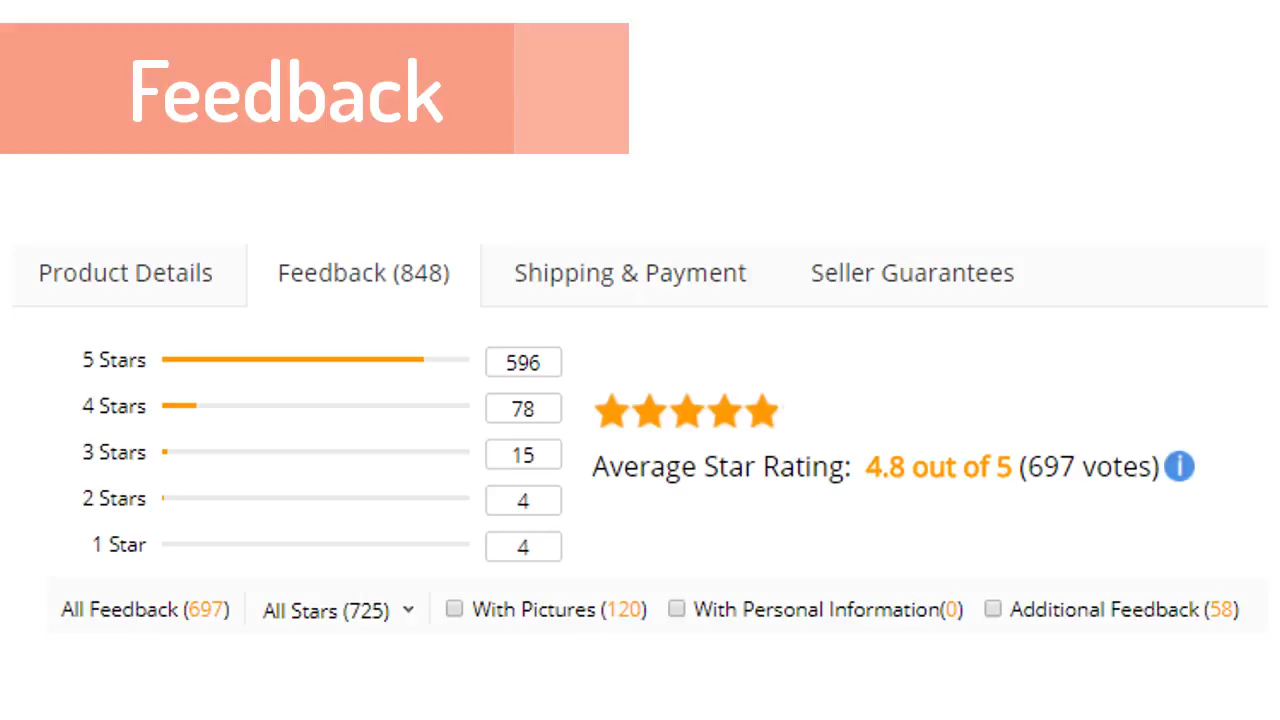 Feedback
Product Details Feedback (848) Shipping & Payment Seller Guarantees
5 Stars 596
4 Stars 78
3 Stars 15
2 Stars 4
1 Star 4
Average Star Rating: 4.8 out of 5 (697 votes) i
All Feedback (697) All Stars (725) With Pictures (120) With Personal Information(0) Additional Feedback (58)